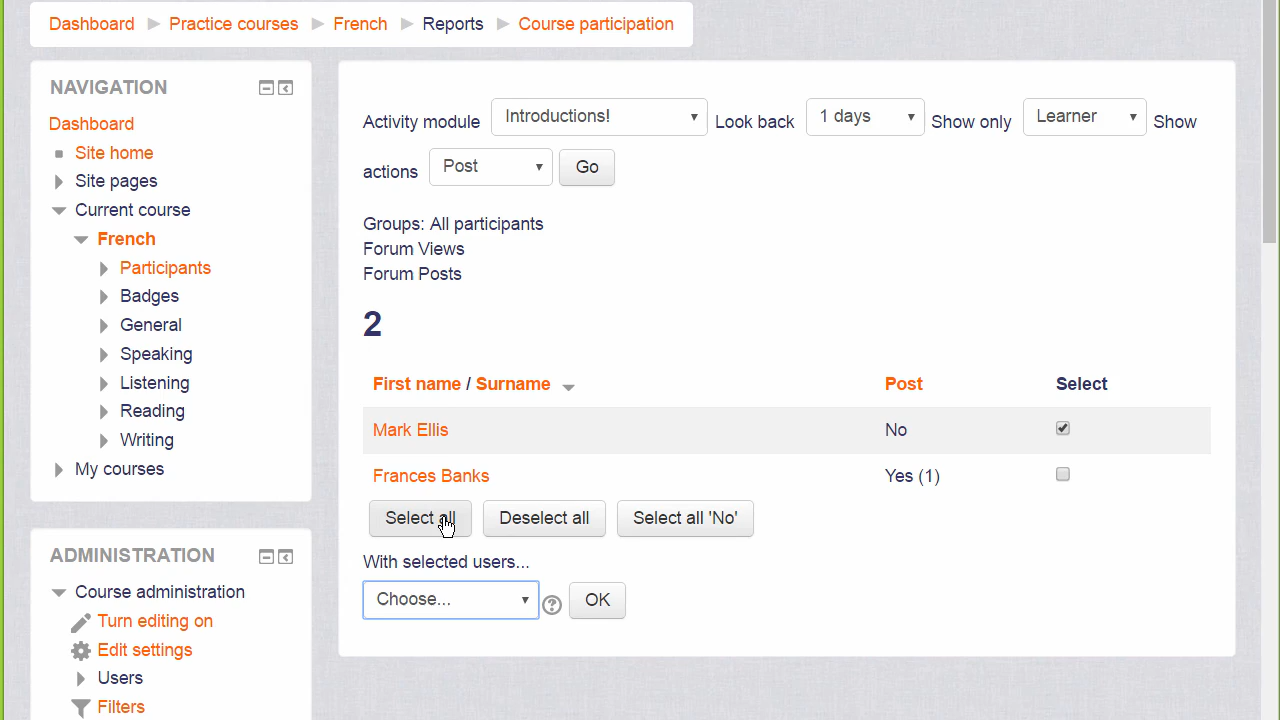 Dashboard Practice courses French Reports Course participation
NAVIGATION
Dashboard
Site home
Site pages
Current course
French
Participants
Badges
General
Speaking
Listening
Reading
Writing
My courses
ADMINISTRATION
Course administration
Turn editing on
Edit settings
Users
Filters
Activity module Introductions! Look back 1 days Show only Learner Show
actions Post Go
Groups: All participants
Forum Views
Forum Posts
2
First name / Surname Post Select
Mark Ellis No
Frances Banks Yes (1)
Select all Deselect all Select all 'No'
With selected users...
Choose... OK